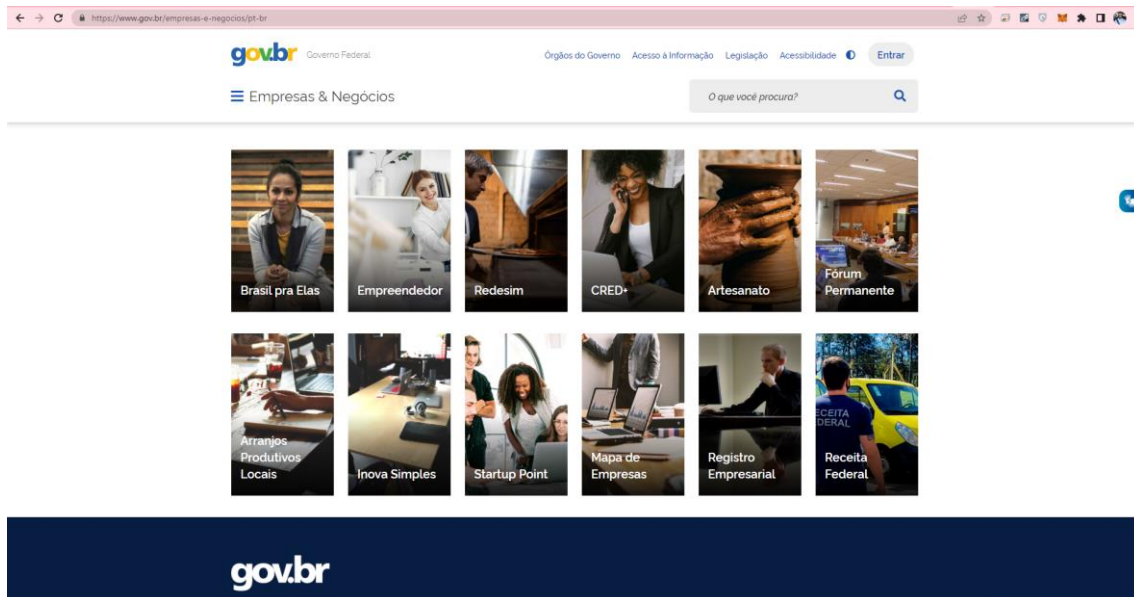 https://www.gov.br/empresas-e-negocios/pt-br
gov.br Governo Federal
Órgãos do Governo Acesso à Informação Legislação Acessibilidade Entrar
Empresas & Negócios
O que você procura?
Brasil pra Elas
Empreendedor
Redesim
CRED+
Artesanato
Fórum
Permanente
Arranjos
Produtivos
Locais
Inova Simples
Startup Point
Mapa de
Empresas
Registro
Empresarial
RECEITA
FEDERAL
Receita
Federal
gov.br